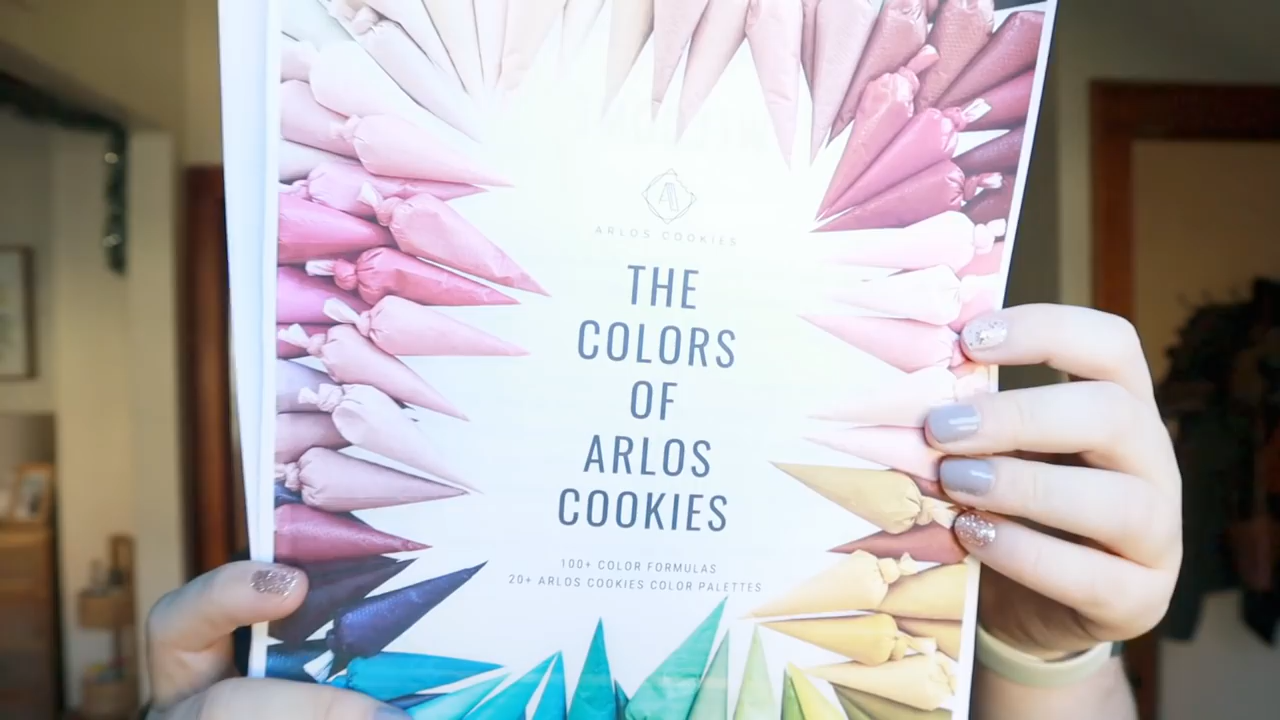 ARLOS COOKIES
THE
COLORS
OF
ARLOS
COOKIES
100+ COLOR FORMULAS
20+ ARLOS COOKIES COLOR PALETTES